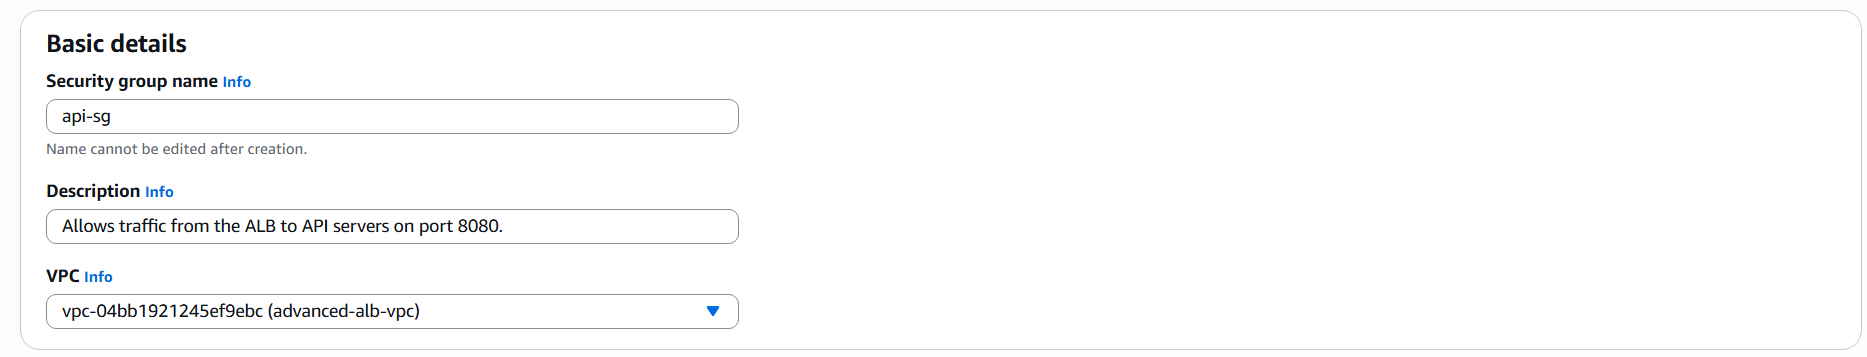 Basic details
Security group name Info
api-sg
Name cannot be edited after creation.
Description Info
Allows traffic from the ALB to API servers on port 8080.
VPC Info
vpc-04bb1921245ef9ebc (advanced-alb-vpc)